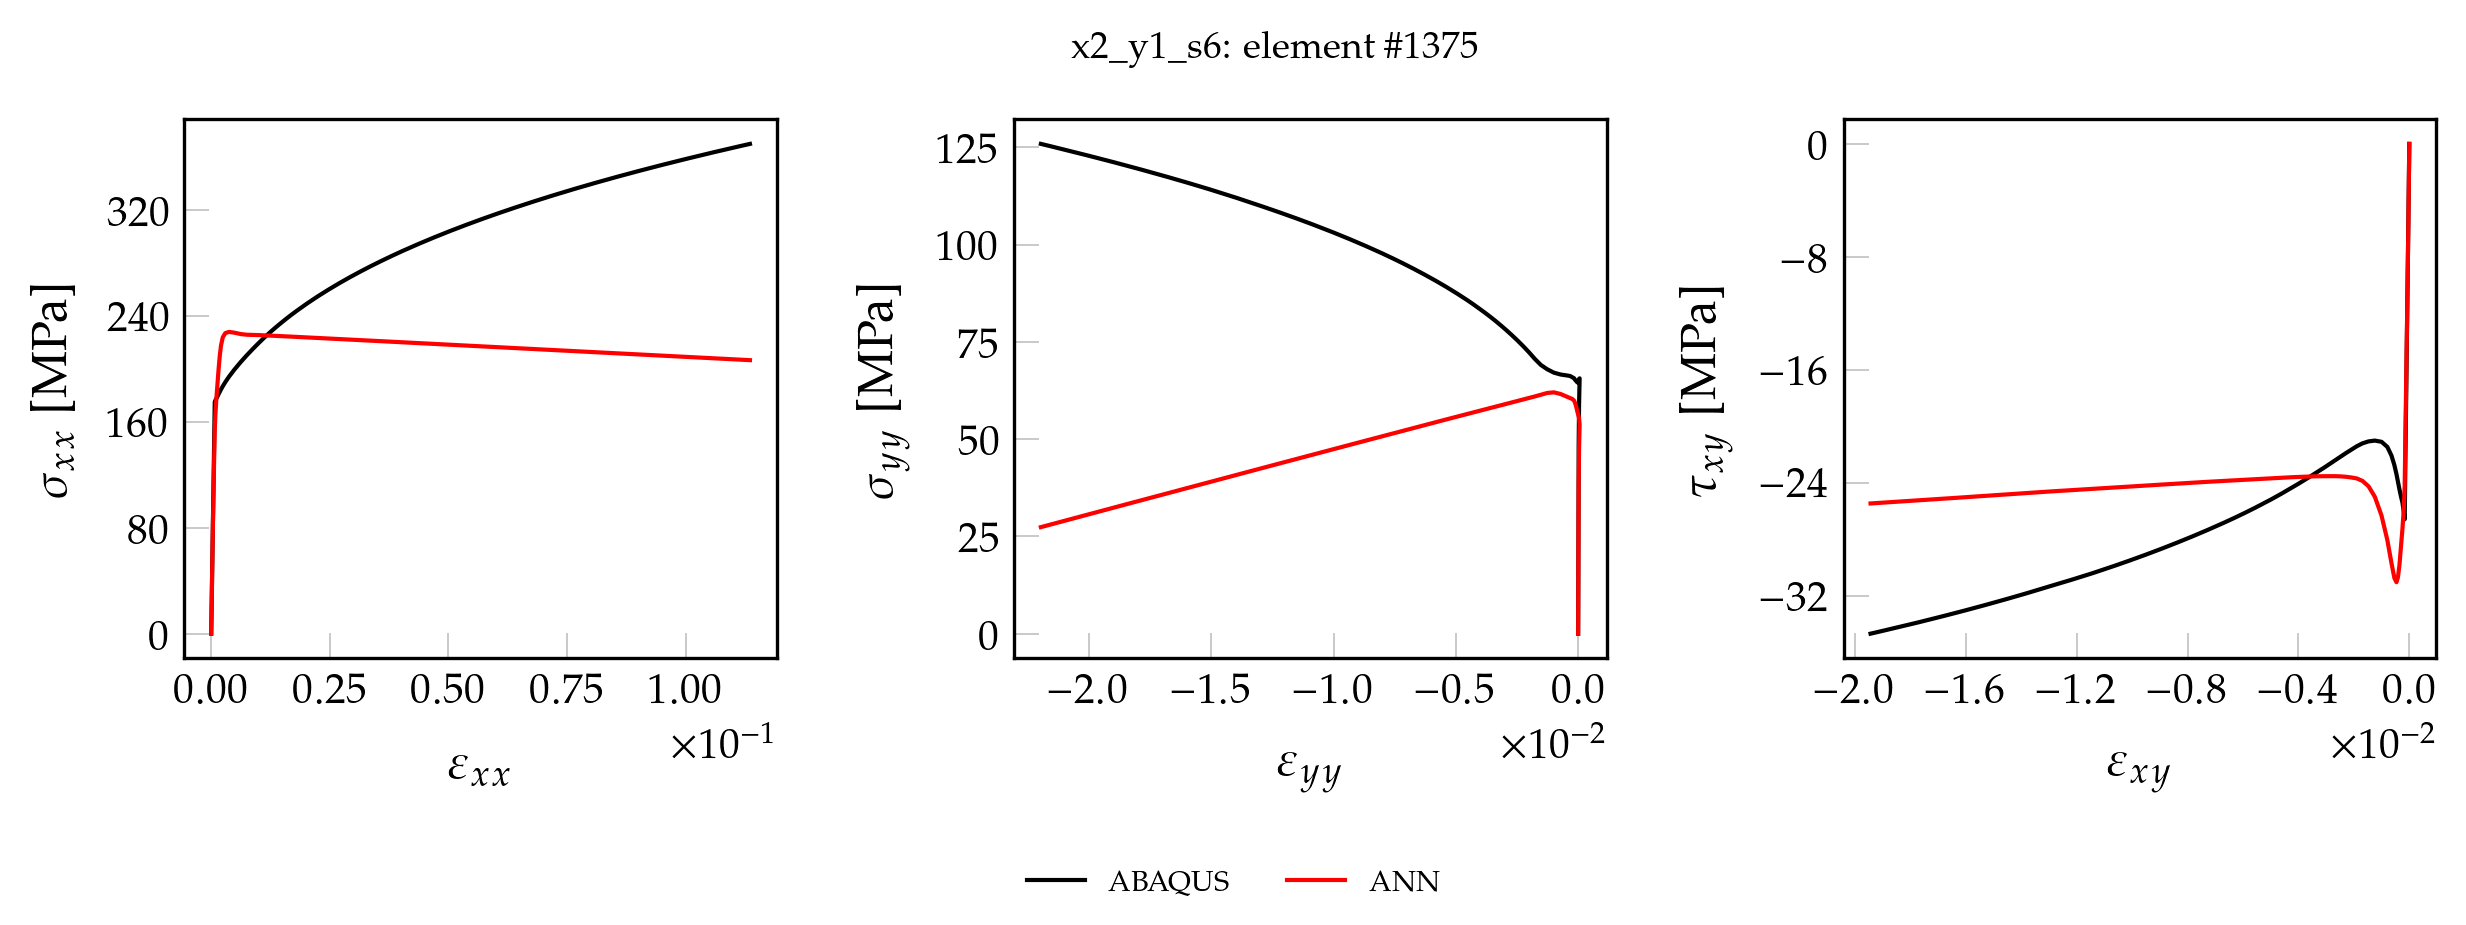 x2_y1_s6: element #1375
σxx [MPa]
320
240
160
80
0
0.00 0.25 0.50 0.75 1.00
×10−1
εxx
σyy [MPa]
125
100
75
50
25
0
−2.0 −1.5 −1.0 −0.5 0.0
×10−2
εyy
τxy [MPa]
0
−8
−16
−24
−32
−2.0 −1.6 −1.2 −0.8 −0.4 0.0
×10−2
εxy
ABAQUS ANN